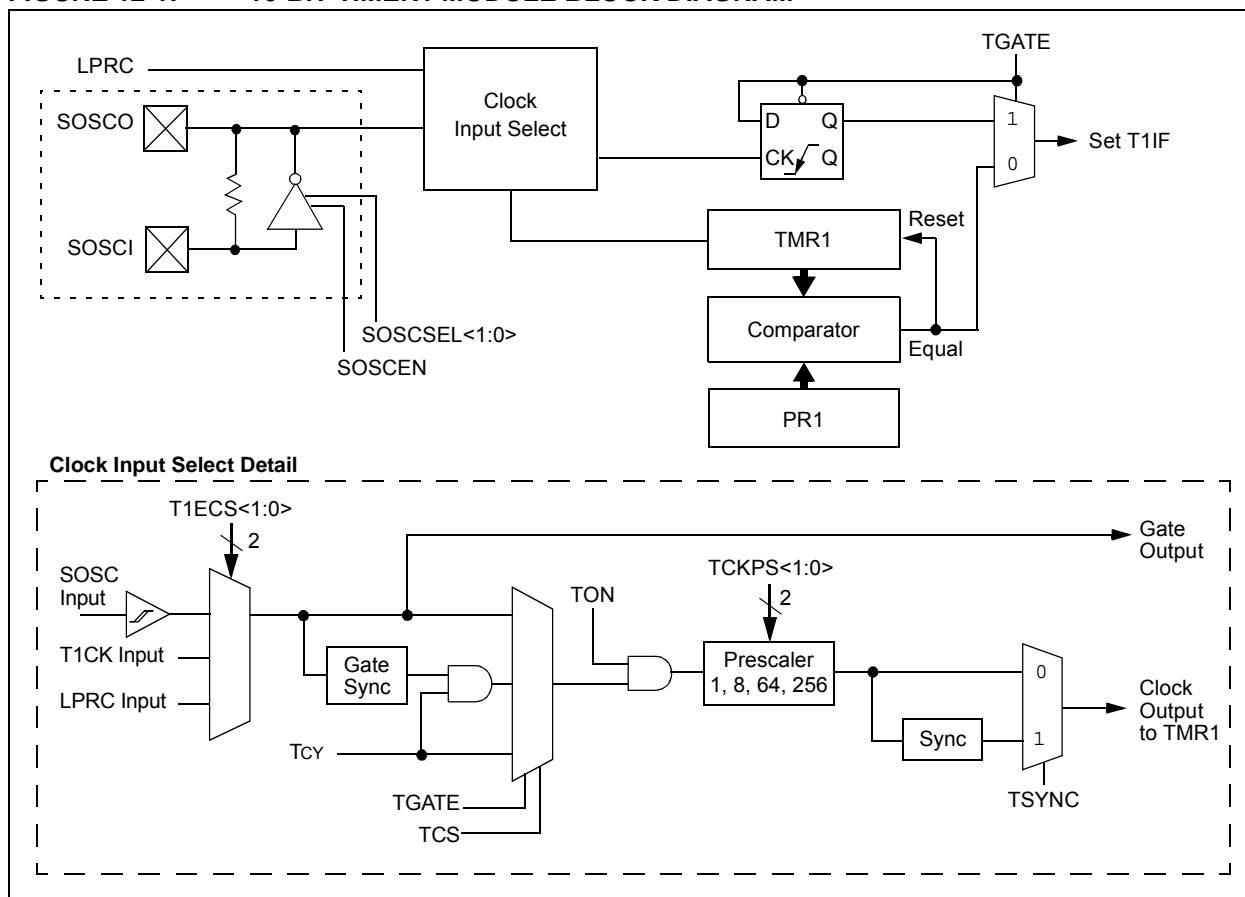 TGATE
LPRC
SOSCO
SOSCI
Clock
Input Select
D Q
CK Q
1
0
Set T1IF
Reset
TMR1
Comparator
Equal
PR1
SOSCSEL<1:0>
SOSCEN
Clock Input Select Detail
T1ECS<1:0>
2
SOSC
Input
T1CK Input
LPRC Input
Gate
Sync
TCY
TGATE
TCS
TON
TCKPS<1:0>
2
Prescaler
1, 8, 64, 256
0
1
Sync
TSYNC
Gate
Output
Clock
Output
to TMR1